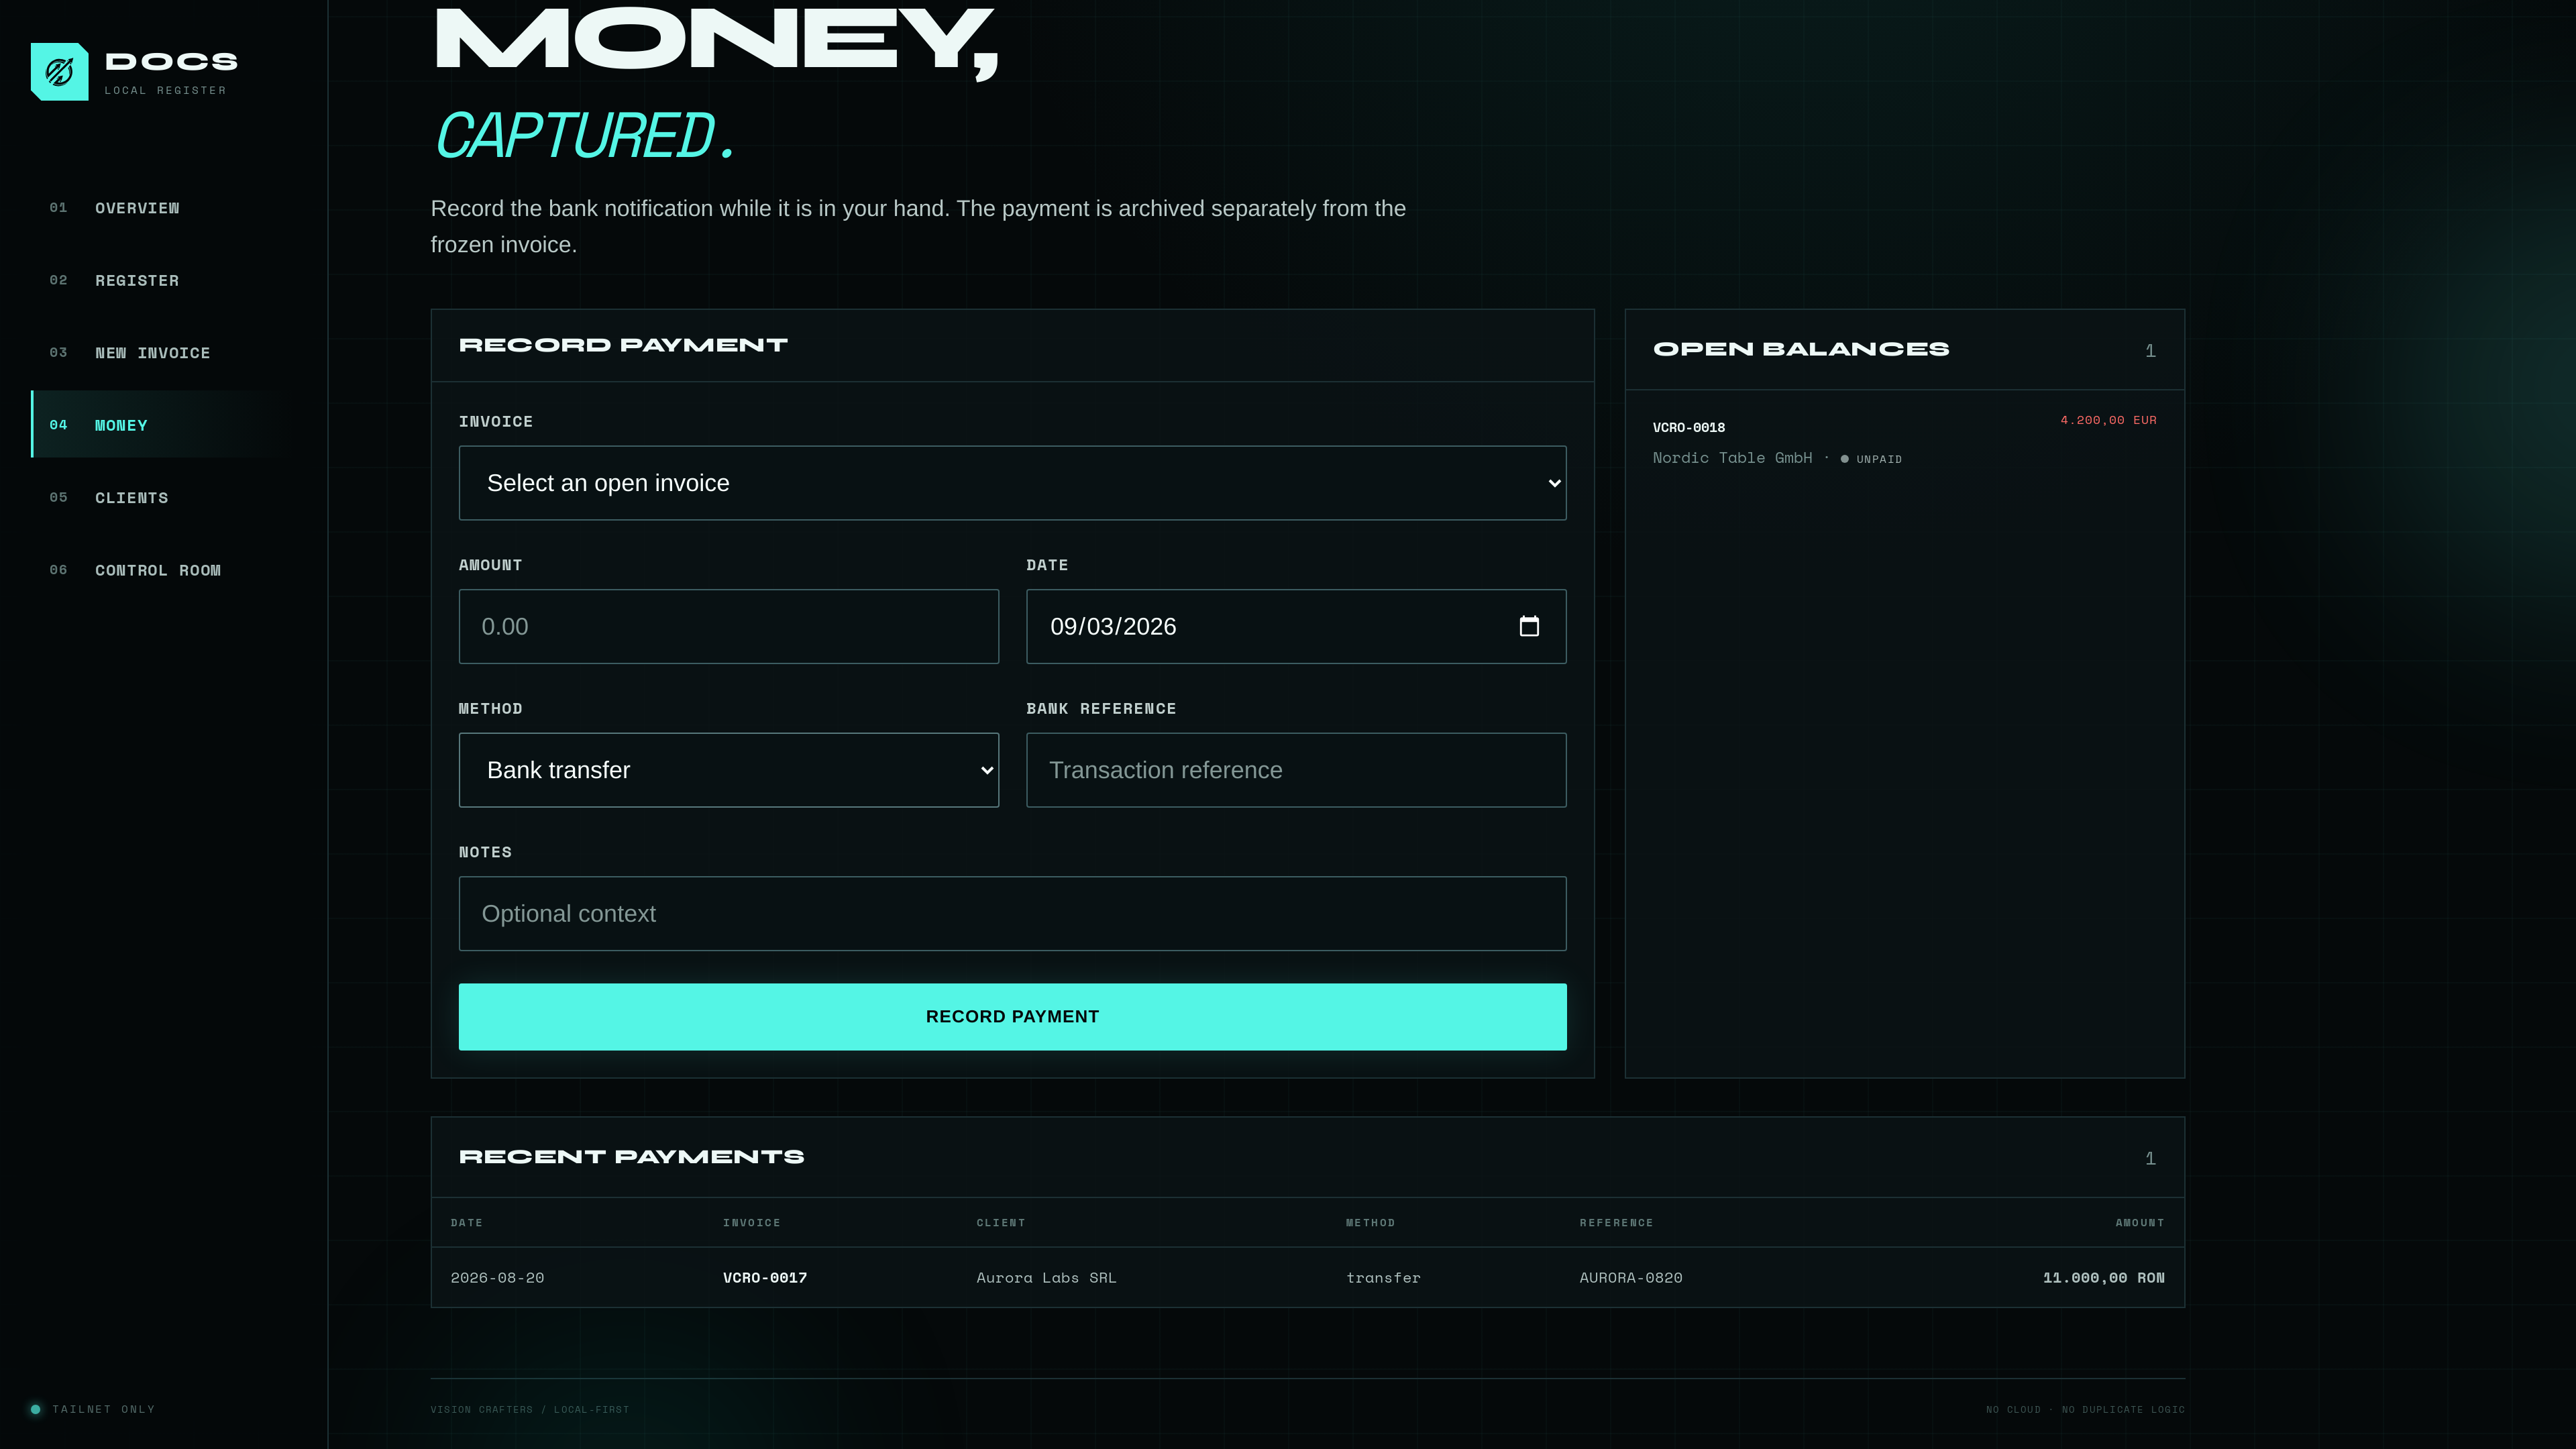 DOCS
LOCAL REGISTER
01 OVERVIEW
02 REGISTER
03 NEW INVOICE
04 MONEY
05 CLIENTS
06 CONTROL ROOM
TAILNET ONLY
MONEY,
CAPTURED.
Record the bank notification while it is in your hand. The payment is archived separately from the
frozen invoice.
RECORD PAYMENT
INVOICE
Select an open invoice
AMOUNT DATE
0.00 09/03/2026
METHOD BANK REFERENCE
Bank transfer Transaction reference
NOTES
Optional context
RECORD PAYMENT
OPEN BALANCES 1
VCRO-0018 4.200,00 EUR
Nordic Table GmbH · UNPAID
RECENT PAYMENTS 1
DATE INVOICE CLIENT METHOD REFERENCE AMOUNT
2026-08-20 VCRO-0017 Aurora Labs SRL transfer AURORA-0820 11.000,00 RON
VISION CRAFTERS / LOCAL-FIRST NO CLOUD · NO DUPLICATE LOGIC